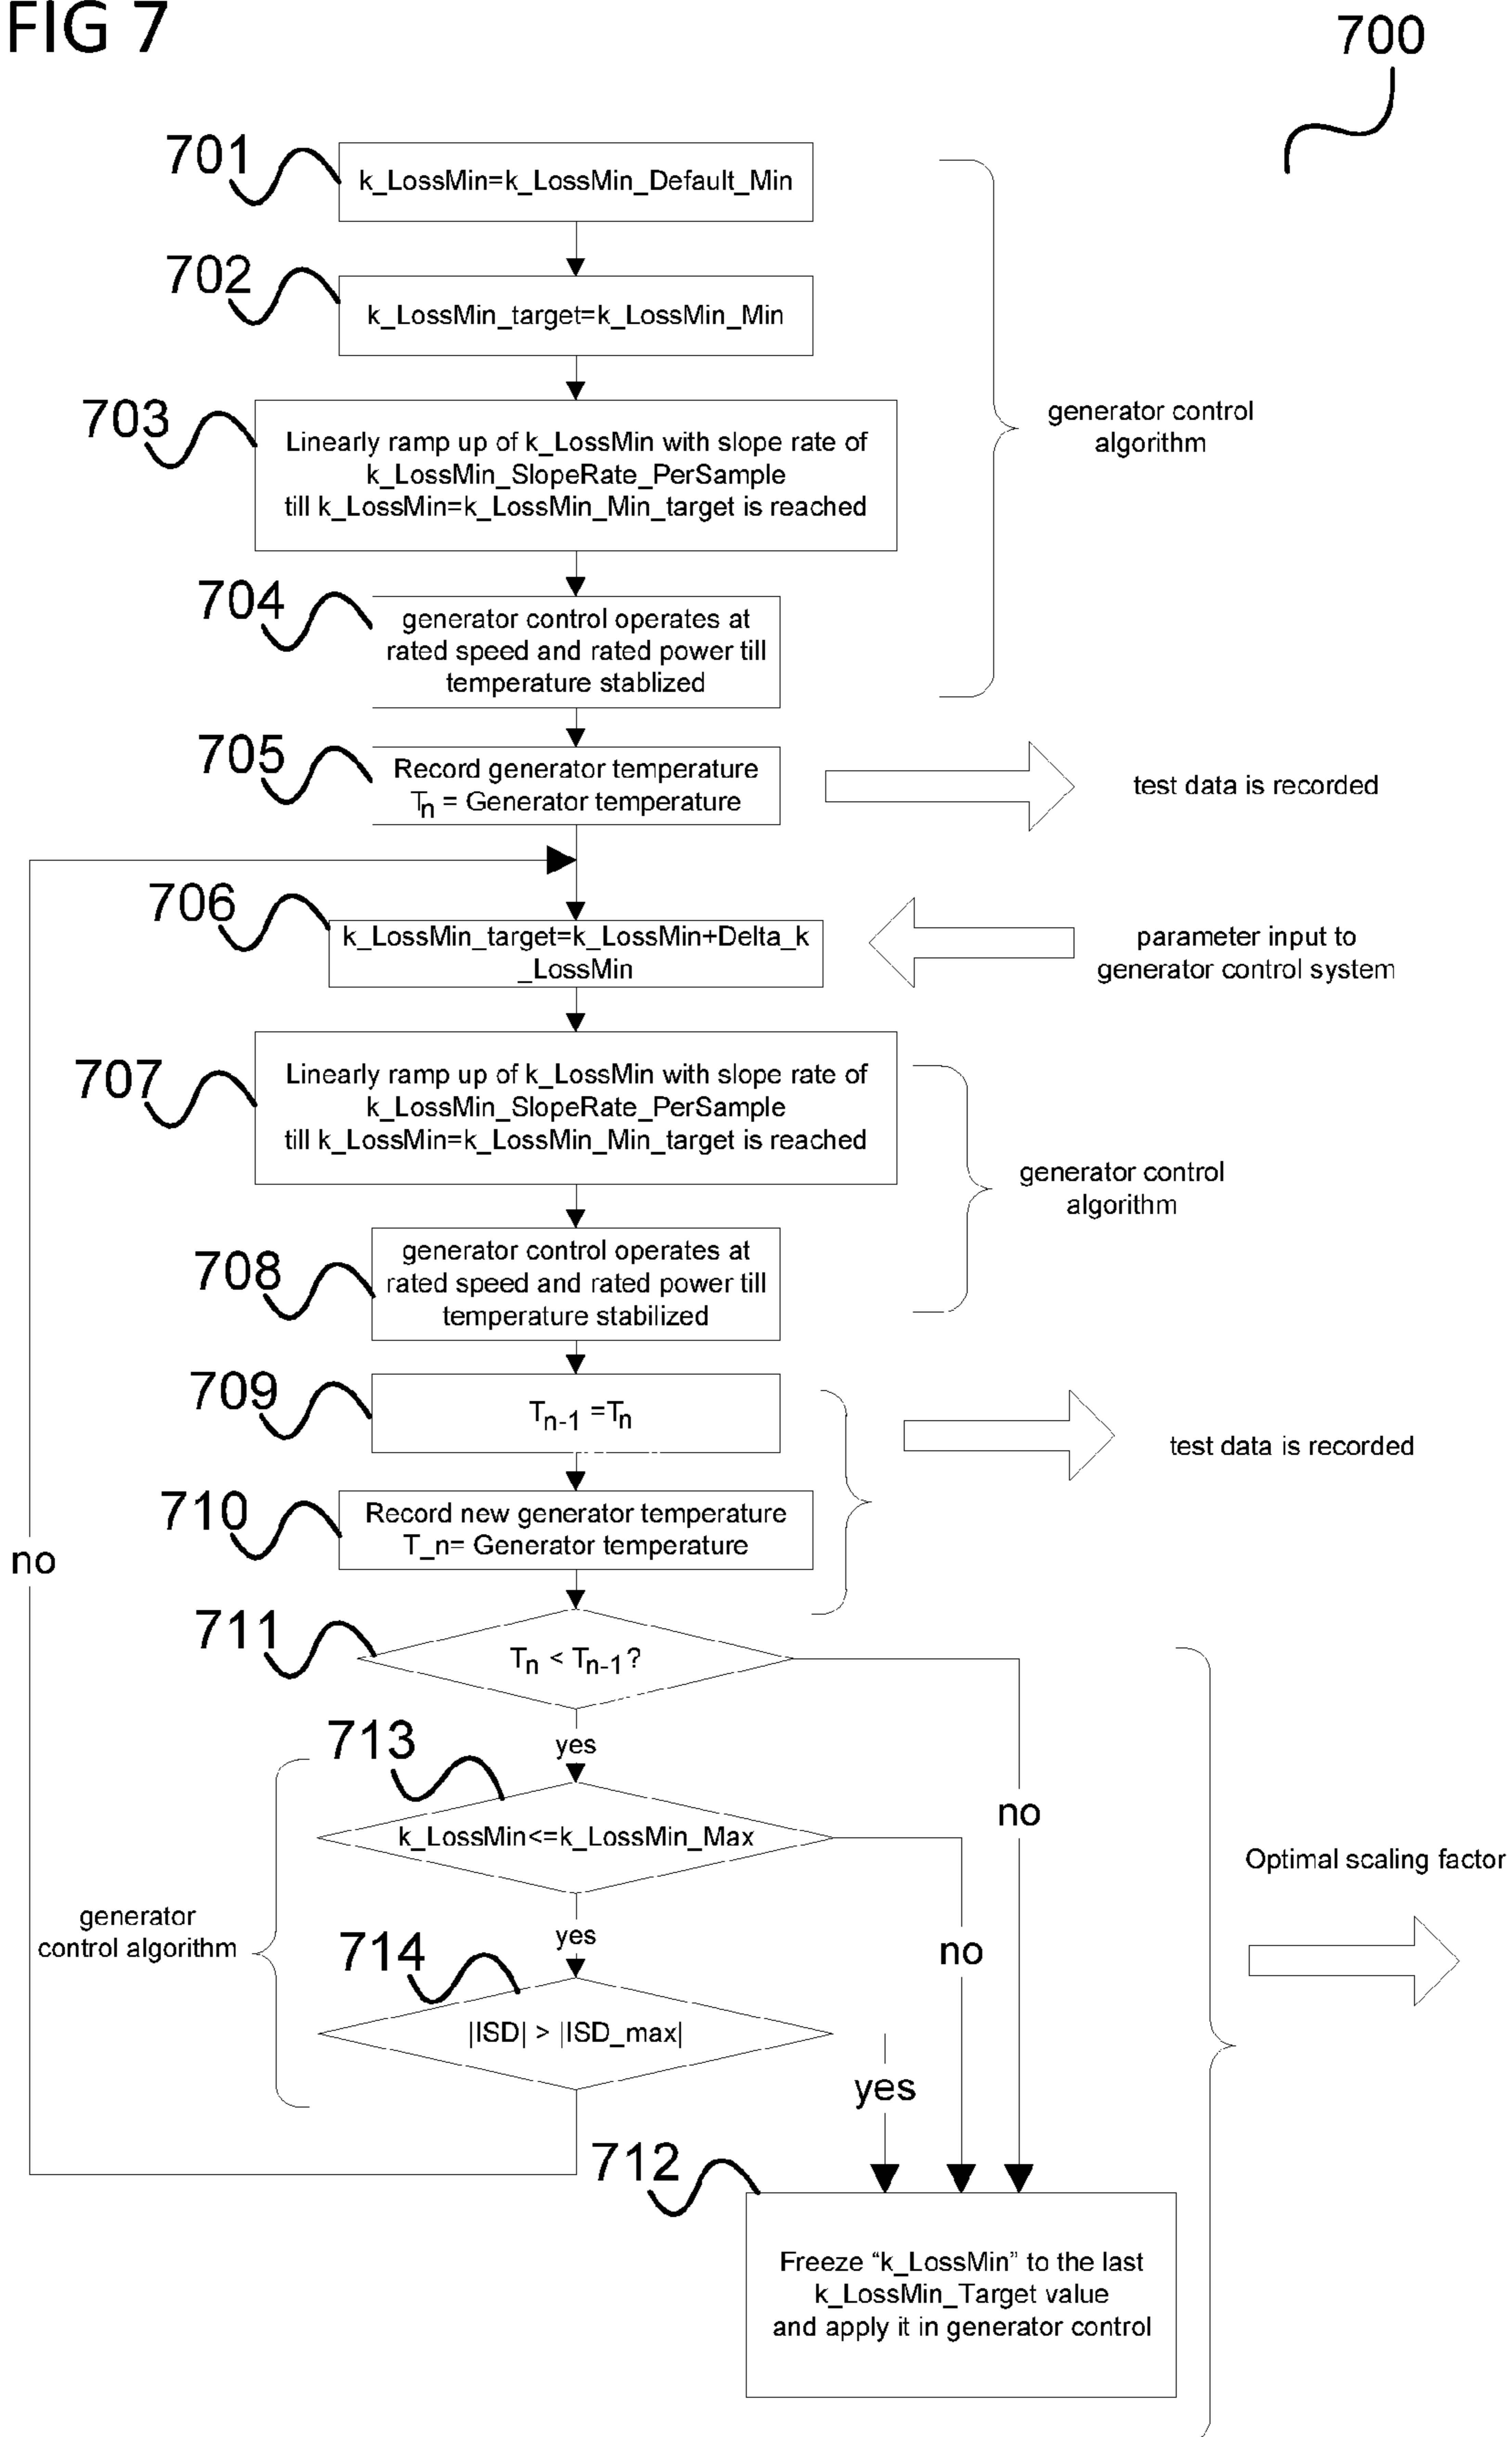 FIG 7
700
701
k_LossMin=k_LossMin_Default_Min
702
k_LossMin_target=k_LossMin_Min
703
Linearly ramp up of k_LossMin with slope rate of
k_LossMin_SlopeRate_PerSample
till k_LossMin=k_LossMin_Min_target is reached
generator control
algorithm
704
generator control operates at
rated speed and rated power till
temperature stablized
705
Record generator temperature
Tn = Generator temperature
test data is recorded
706
k_LossMin_target=k_LossMin+Delta_k
_LossMin
parameter input to
generator control system
707
Linearly ramp up of k_LossMin with slope rate of
k_LossMin_SlopeRate_PerSample
till k_LossMin=k_LossMin_Min_target is reached
generator control
algorithm
708
generator control operates at
rated speed and rated power till
temperature stabilized
709
Tn-1 =Tn
test data is recorded
710
Record new generator temperature
T_n= Generator temperature
no
711
Tn < Tn-1?
yes
713
k_LossMin<=k_LossMin_Max
no
Optimal scaling factor
generator
control algorithm
yes
714
no
|ISD| > |ISD_max|
yes
712
Freeze “k_LossMin” to the last
k_LossMin_Target value
and apply it in generator control